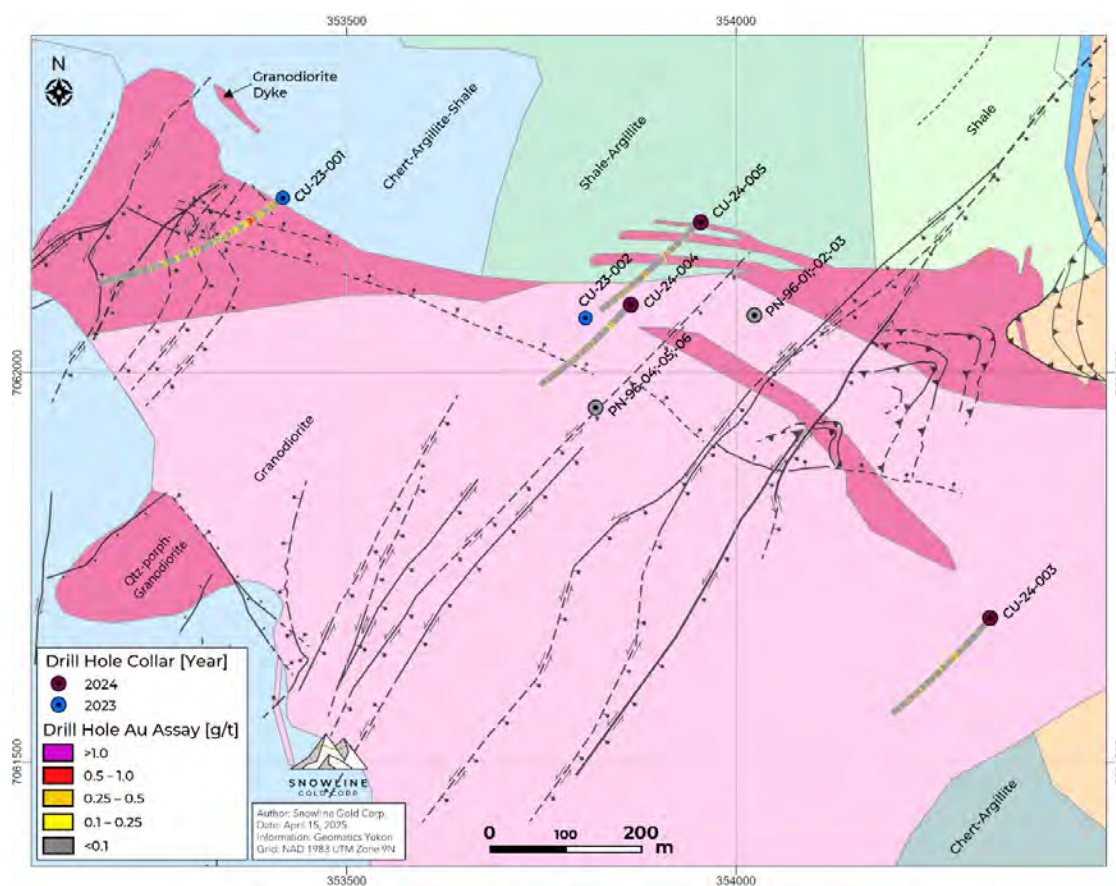 353500
354000
N
Granodiorite
Dyke
CU-23-001
Chert-Argillite-Shale
Shale-Argillite
Shale
CU-24-005
CU-23-002
CU-24-004
PN-96-01;-02;-03
7062000
PN-96-04;-05;-06
Granodiorite
Qtz-porph-
Granodiorite
CU-24-003
Drill Hole Collar [Year]
2024
2023
Drill Hole Au Assay [g/t]
>1.0
0.5 – 1.0
0.25 – 0.5
0.1 – 0.25
<0.1
SNOWLINE
GOLD CORP.
Author: Snowline Gold Corp.
Date: April 15, 2025
Information: Geomatics Yukon
Grid: NAD 1983 UTM Zone 9N
0 100 200
m
Chert-Argillite
7061500
353500
354000